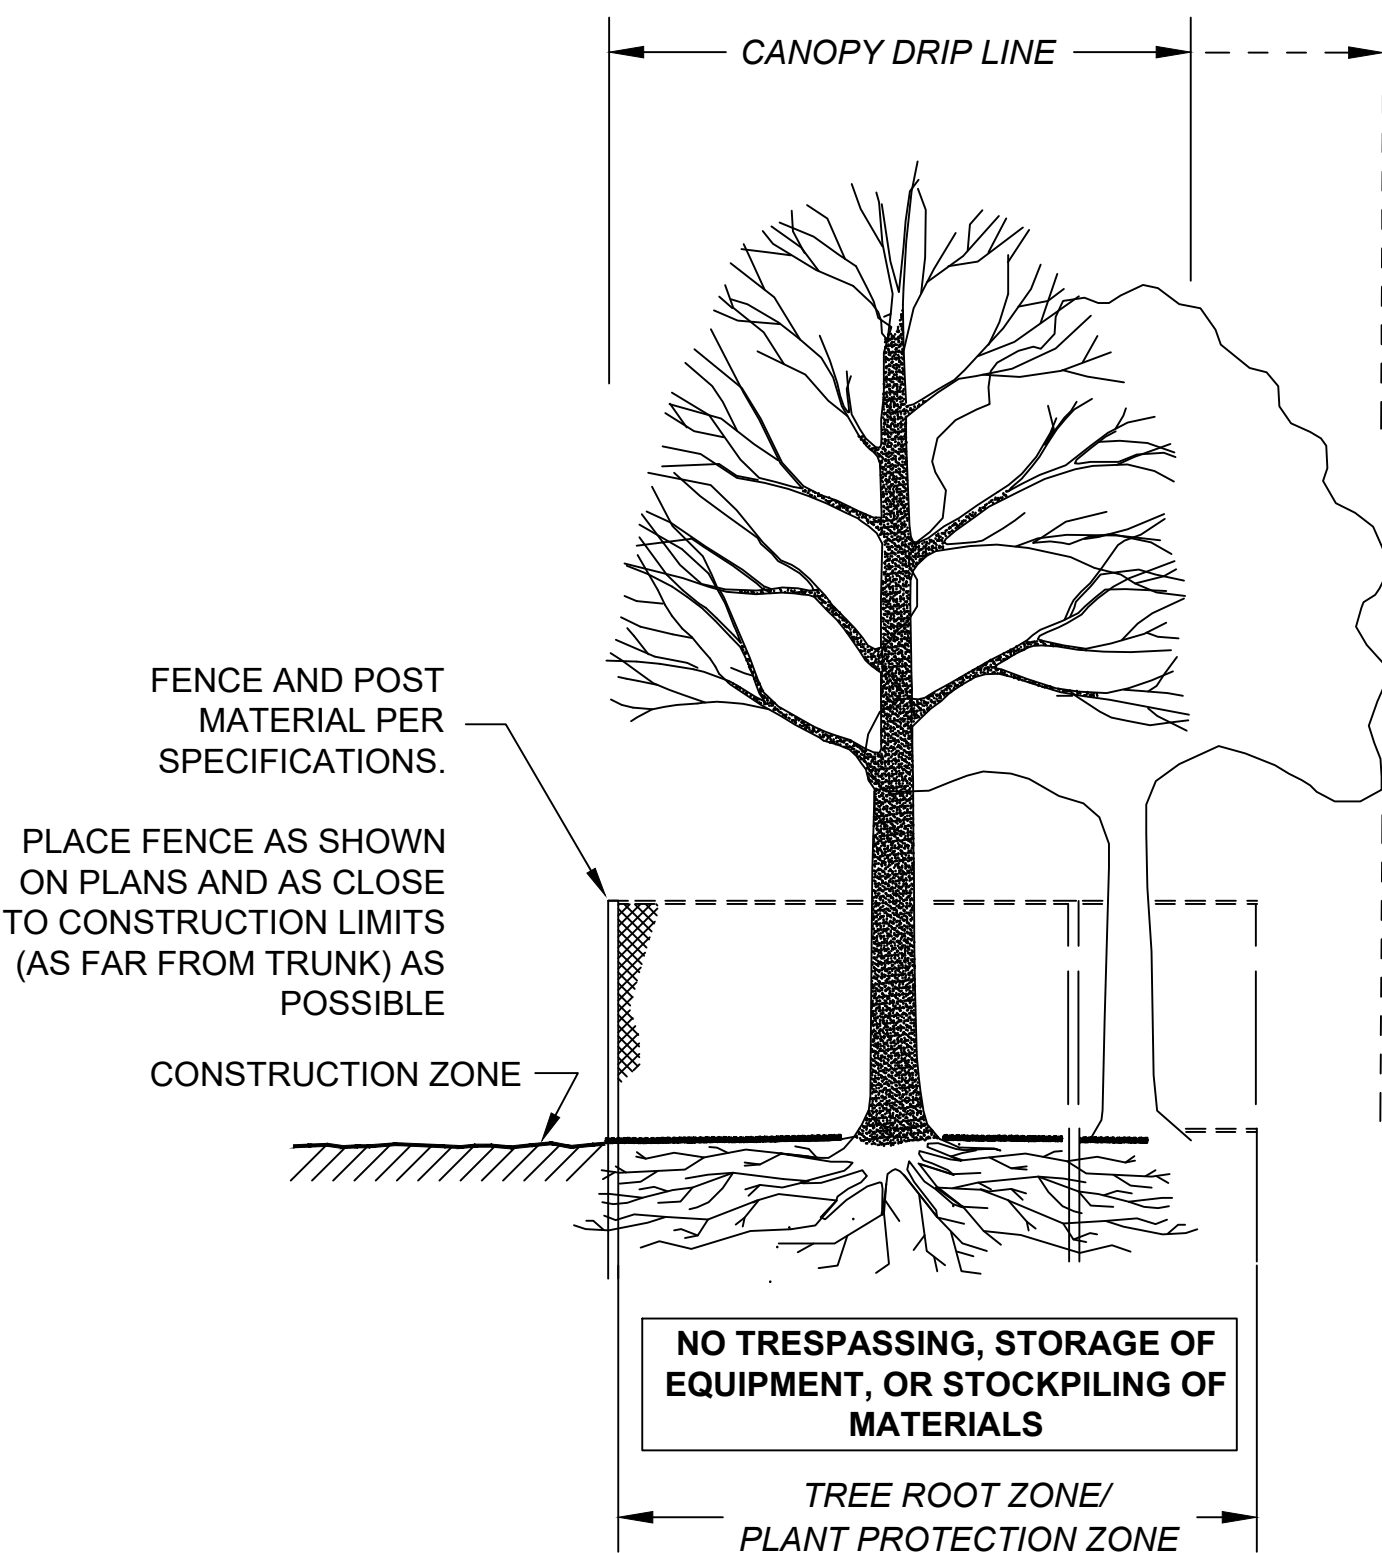 CANOPY DRIP LINE
FENCE AND POST
MATERIAL PER
SPECIFICATIONS.
PLACE FENCE AS SHOWN
ON PLANS AND AS CLOSE
TO CONSTRUCTION LIMITS
(AS FAR FROM TRUNK) AS
POSSIBLE
CONSTRUCTION ZONE
NO TRESPASSING, STORAGE OF
EQUIPMENT, OR STOCKPILING OF
MATERIALS
TREE ROOT ZONE/
PLANT PROTECTION ZONE